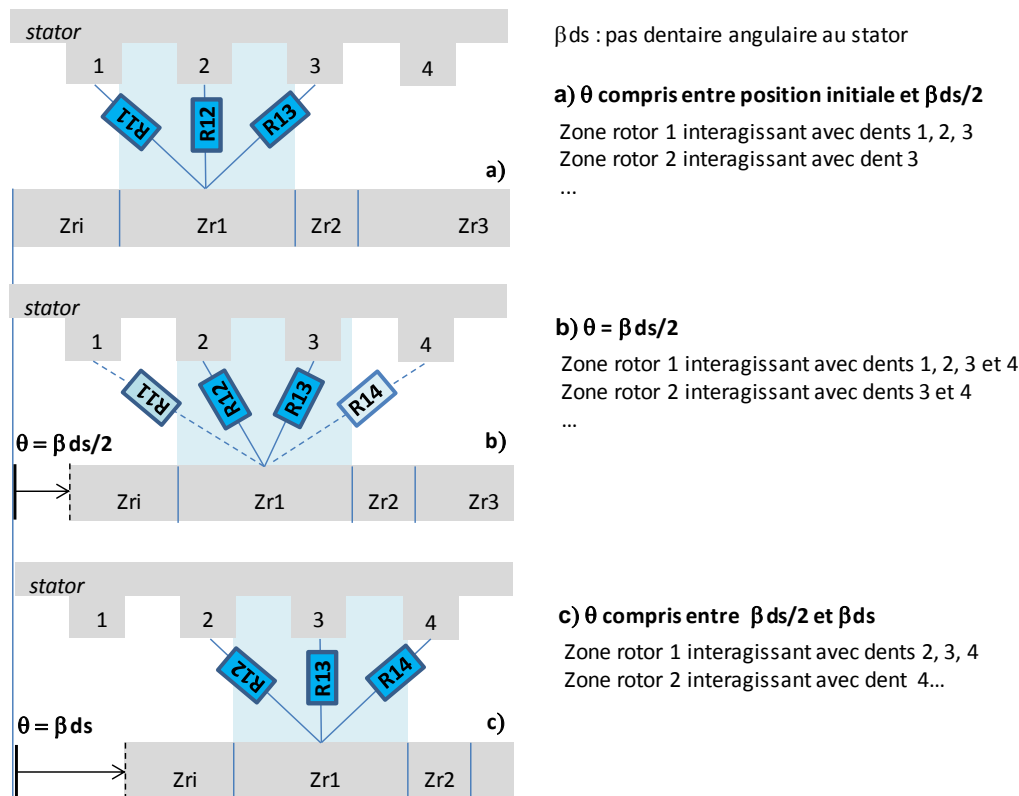 stator
1 2 3 4
R11 R12 R13
a)
Zri Zr1 Zr2 Zr3
βds : pas dentaire angulaire au stator
a) θ compris entre position initiale et βds/2
Zone rotor 1 interagissant avec dents 1, 2, 3
Zone rotor 2 interagissant avec dent 3
...
stator
1 2 3 4
R11 R12 R13 R14
θ = βds/2
b)
Zri Zr1 Zr2 Zr3
b) θ = βds/2
Zone rotor 1 interagissant avec dents 1, 2, 3 et 4
Zone rotor 2 interagissant avec dents 3 et 4
...
stator
1 2 3 4
R12 R13 R14
θ = βds
c)
Zri Zr1 Zr2
c) θ compris entre βds/2 et βds
Zone rotor 1 interagissant avec dents 2, 3, 4
Zone rotor 2 interagissant avec dent 4...